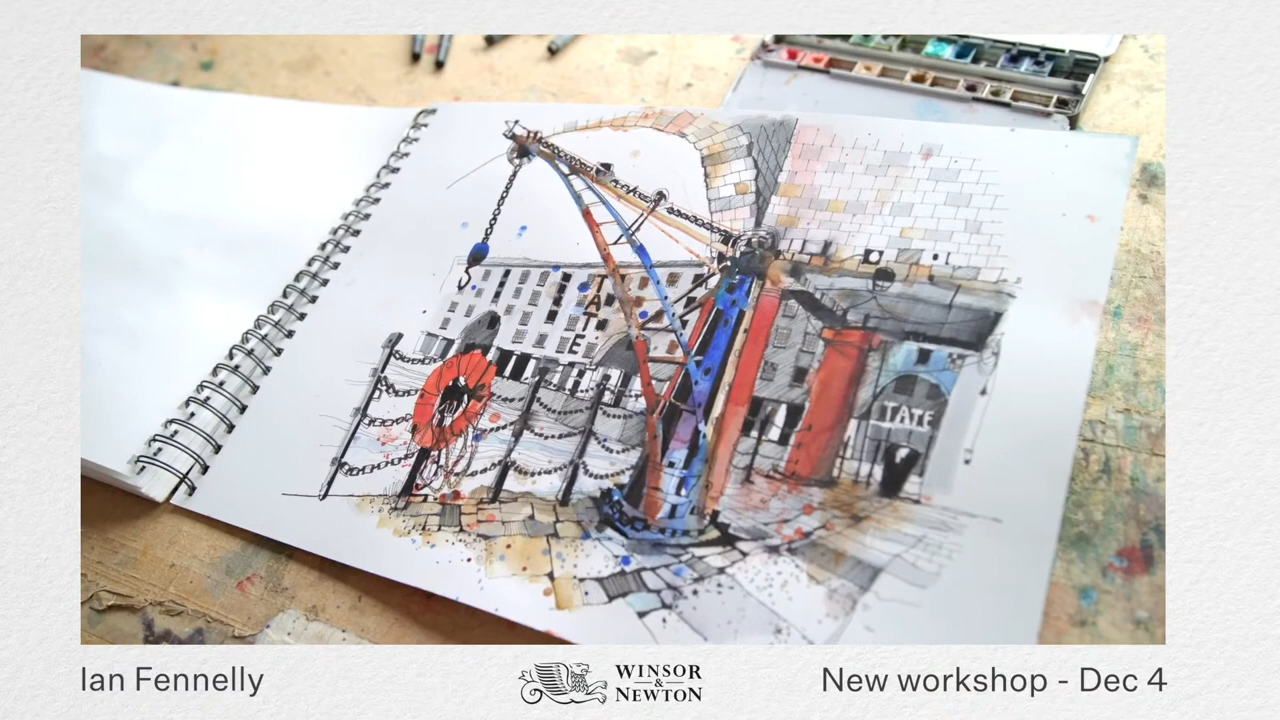 TATE
TATE
Ian Fennelly
WINSOR
&
NEWTON
New workshop - Dec 4